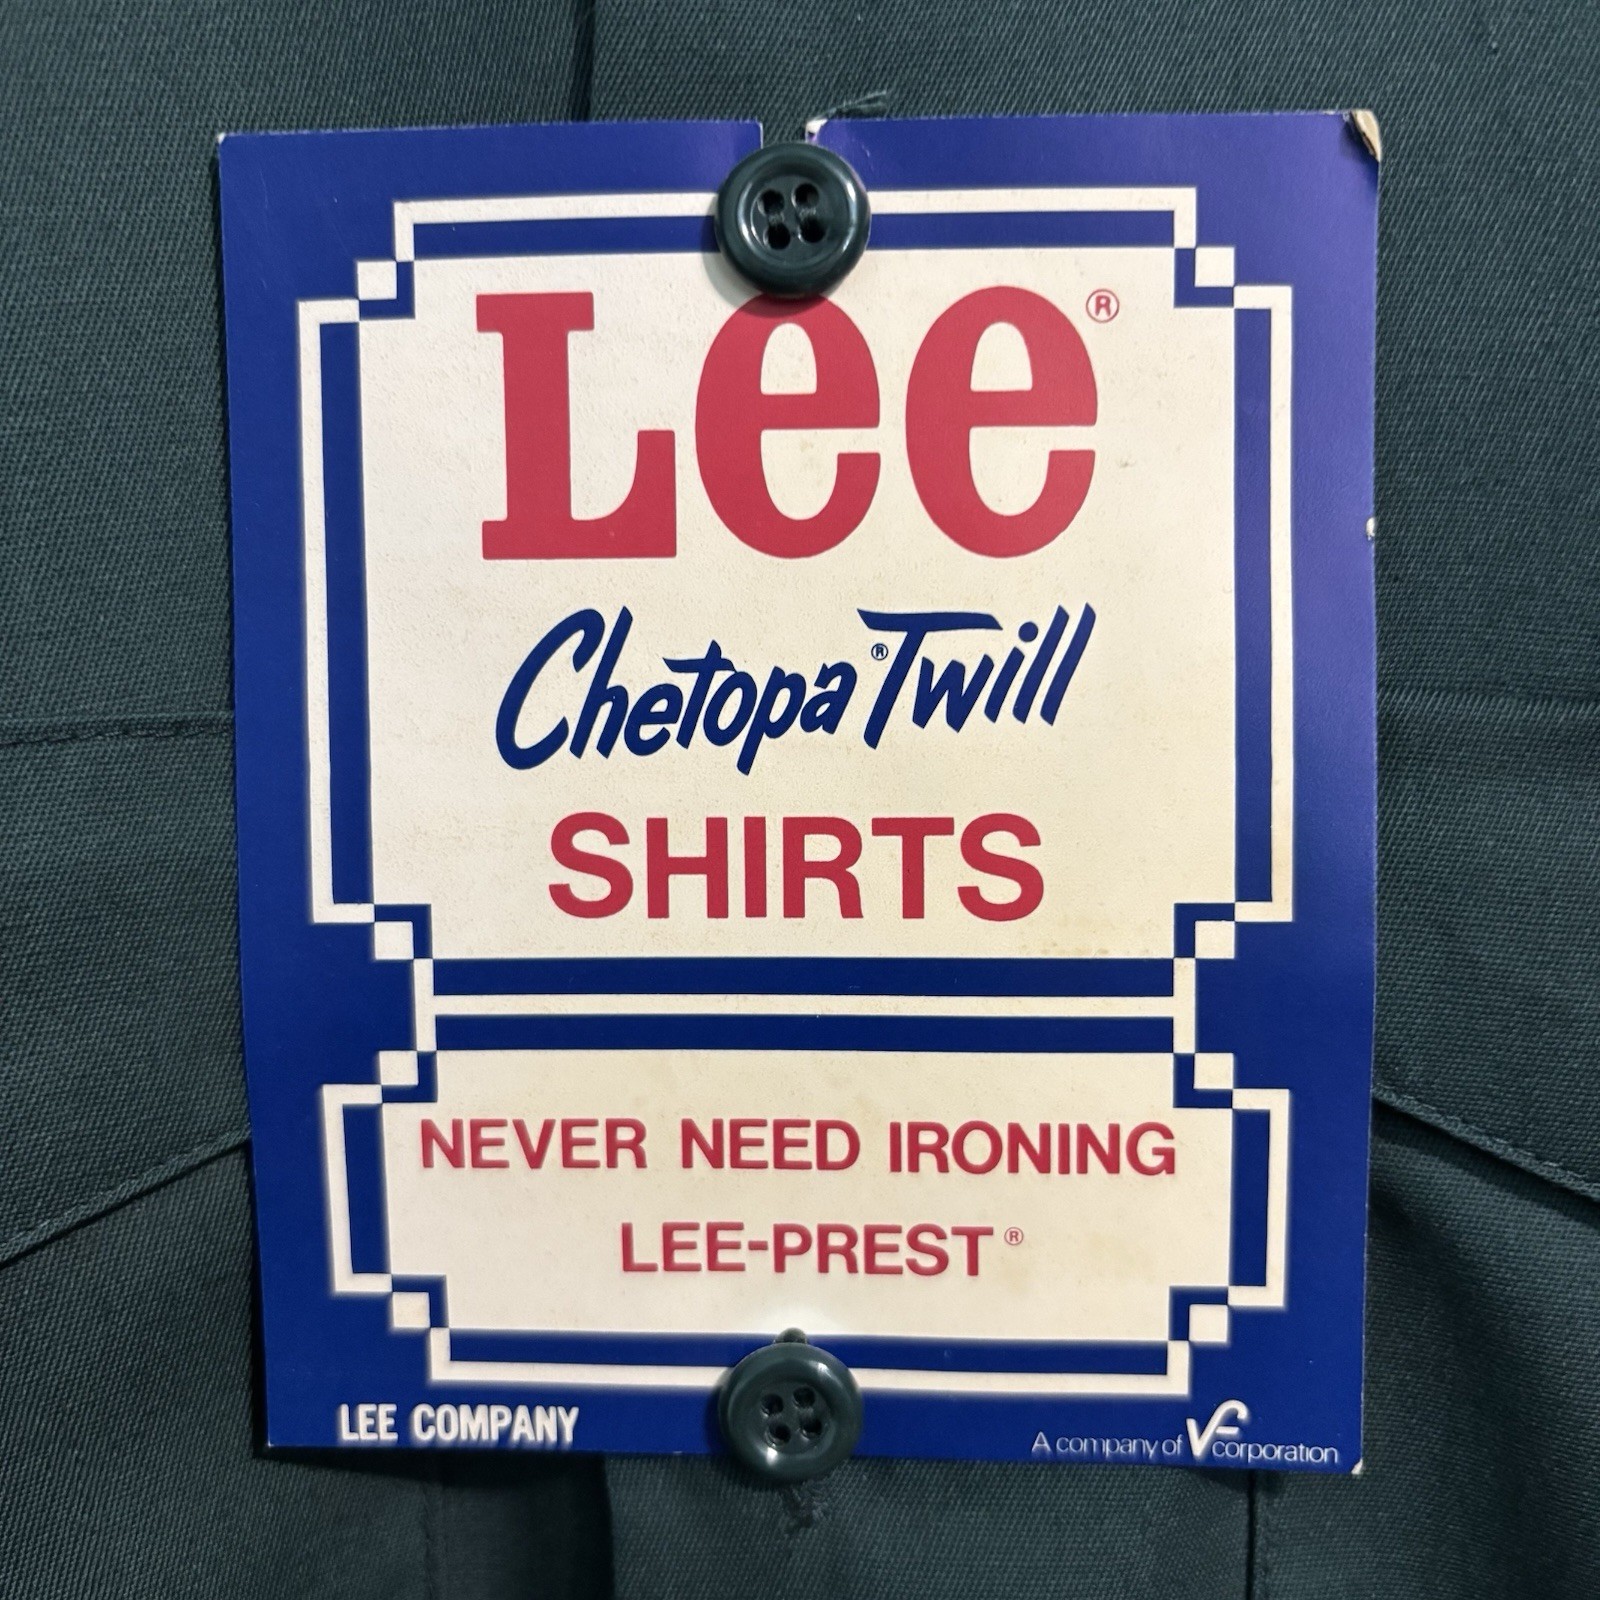 Lee®
Chetopa® Twill
SHIRTS
NEVER NEED IRONING
LEE-PREST®
LEE COMPANY
A company of VF corporation